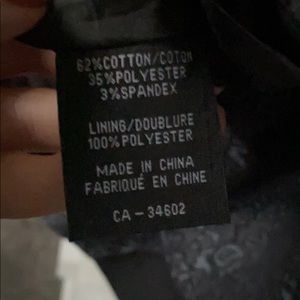 62%COTTON/COTON
35%POLYESTER
3%SPANDEX
LINING/DOUBLURE
100%POLYESTER
MADE IN CHINA
FABRIQUÉ EN CHINE
CA-34602